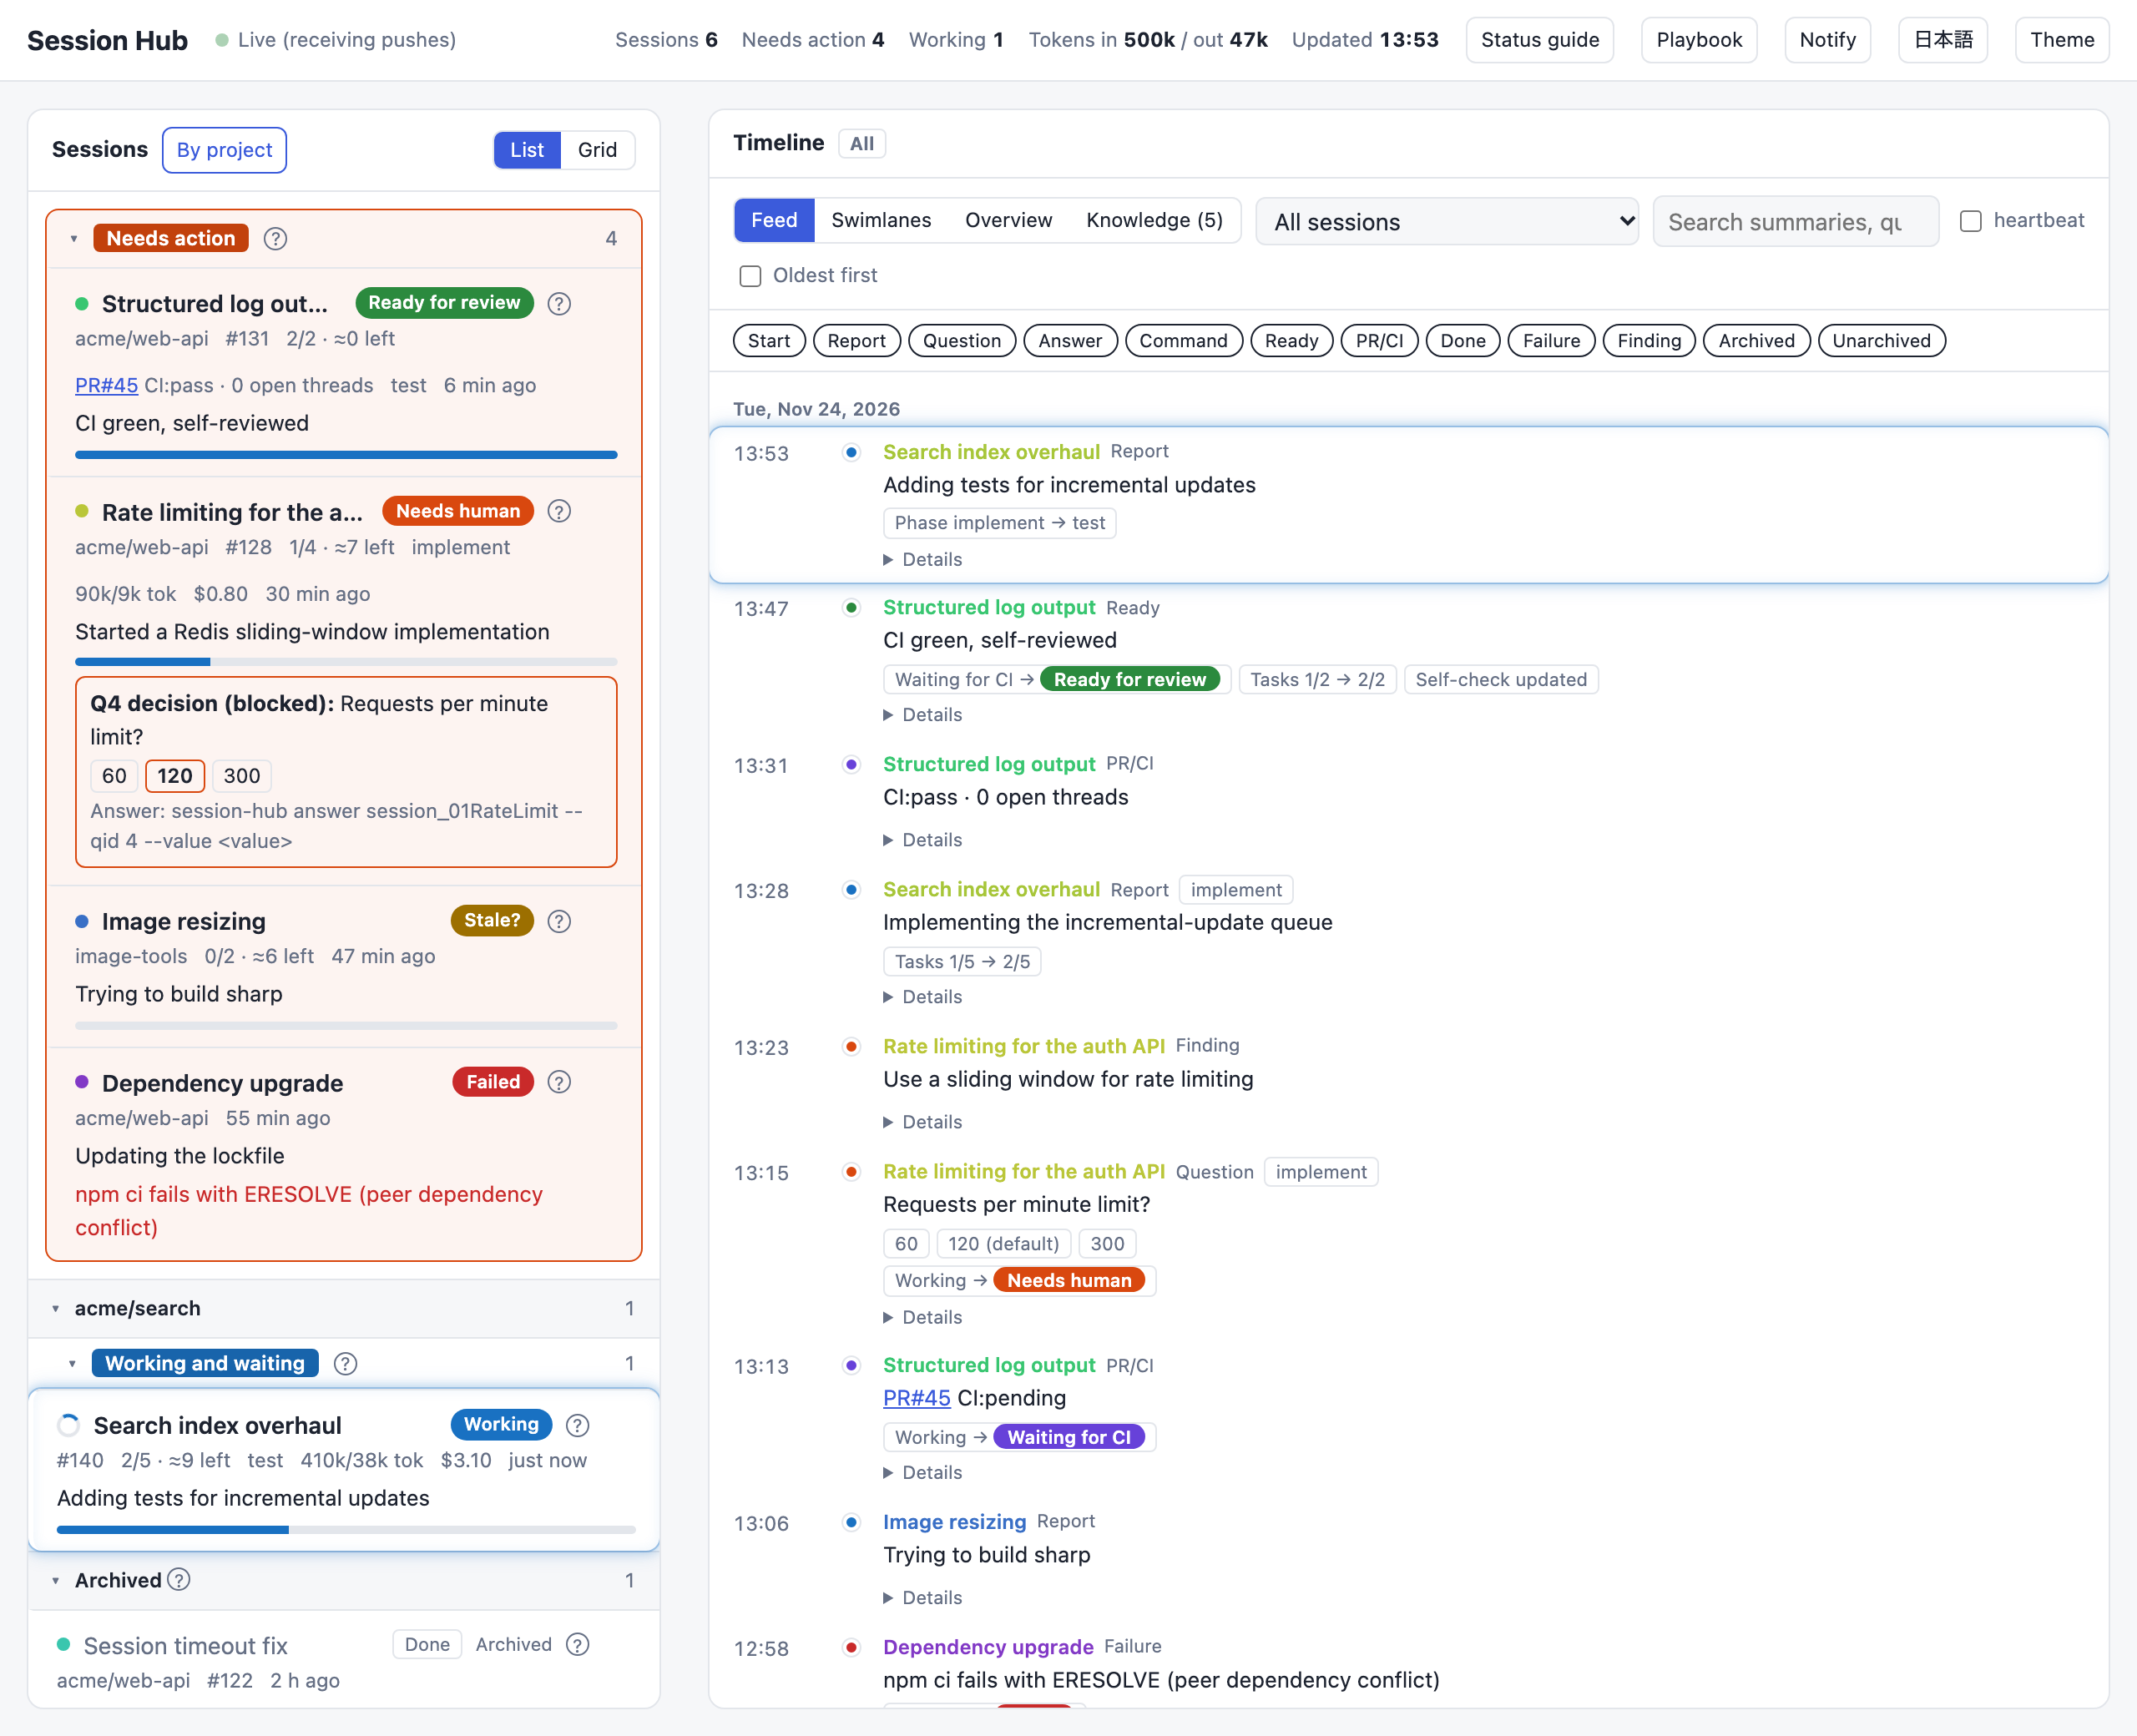 Session Hub
Live (receiving pushes)
Sessions 6
Needs action 4
Working 1
Tokens in 500k / out 47k
Updated 13:53
Status guide
Playbook
Notify
日本語
Theme
Sessions
By project
List
Grid
Needs action
4
Structured log out...
Ready for review
acme/web-api #131 2/2 · ≈0 left
PR#45 CI:pass · 0 open threads test 6 min ago
CI green, self-reviewed
Rate limiting for the a...
Needs human
acme/web-api #128 1/4 · ≈7 left implement
90k/9k tok $0.80 30 min ago
Started a Redis sliding-window implementation
Q4 decision (blocked): Requests per minute
limit?
60 120 300
Answer: session-hub answer session_01RateLimit --
qid 4 --value <value>
Image resizing
Stale?
image-tools 0/2 · ≈6 left 47 min ago
Trying to build sharp
Dependency upgrade
Failed
acme/web-api 55 min ago
Updating the lockfile
npm ci fails with ERESOLVE (peer dependency
conflict)
acme/search
1
Working and waiting
1
Search index overhaul
Working
#140 2/5 · ≈9 left test 410k/38k tok $3.10 just now
Adding tests for incremental updates
Archived
1
Session timeout fix
Done
Archived
acme/web-api #122 2 h ago
Timeline
All
Feed
Swimlanes
Overview
Knowledge (5)
All sessions
Search summaries, qu
heartbeat
Oldest first
Start
Report
Question
Answer
Command
Ready
PR/CI
Done
Failure
Finding
Archived
Unarchived
Tue, Nov 24, 2026
13:53
Search index overhaul Report
Adding tests for incremental updates
Phase implement → test
Details
13:47
Structured log output Ready
CI green, self-reviewed
Waiting for CI → Ready for review
Tasks 1/2 → 2/2
Self-check updated
Details
13:31
Structured log output PR/CI
CI:pass · 0 open threads
Details
13:28
Search index overhaul Report implement
Implementing the incremental-update queue
Tasks 1/5 → 2/5
Details
13:23
Rate limiting for the auth API Finding
Use a sliding window for rate limiting
Details
13:15
Rate limiting for the auth API Question implement
Requests per minute limit?
60 120 (default) 300
Working → Needs human
Details
13:13
Structured log output PR/CI
PR#45 CI:pending
Working → Waiting for CI
Details
13:06
Image resizing Report
Trying to build sharp
Details
12:58
Dependency upgrade Failure
npm ci fails with ERESOLVE (peer dependency conflict)